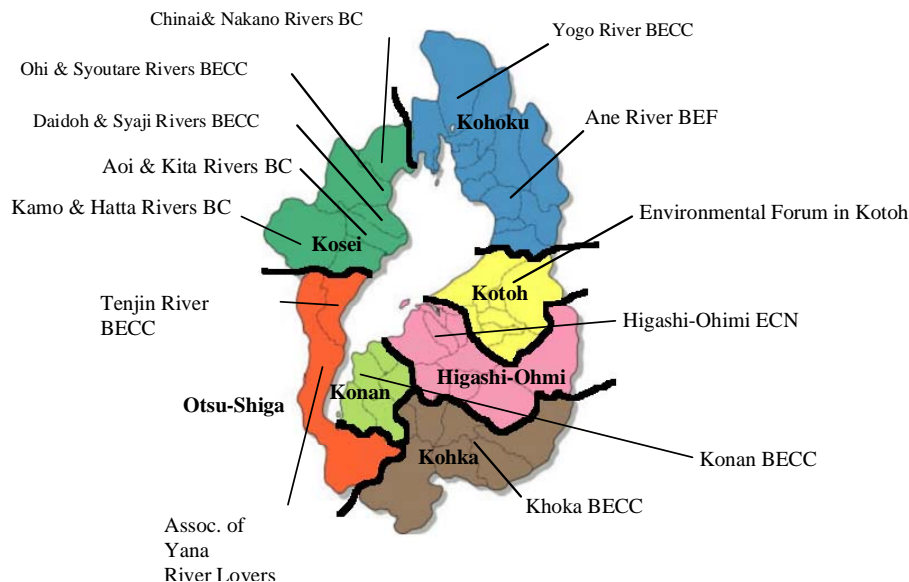 Chinai& Nakano Rivers BC
Yogo River BECC
Ohi & Syoutare Rivers BECC
Kohoku
Ane River BEF
Daidoh & Syaji Rivers BECC
Aoi & Kita Rivers BC
Kamo & Hatta Rivers BC
Environmental Forum in Kotoh
Kosei
Kotoh
Tenjin River
BECC
Higashi-Ohimi ECN
Higashi-Ohmi
Konan
Otsu-Shiga
Kohka
Konan BECC
Khoka BECC
Assoc. of
Yana
River Lovers